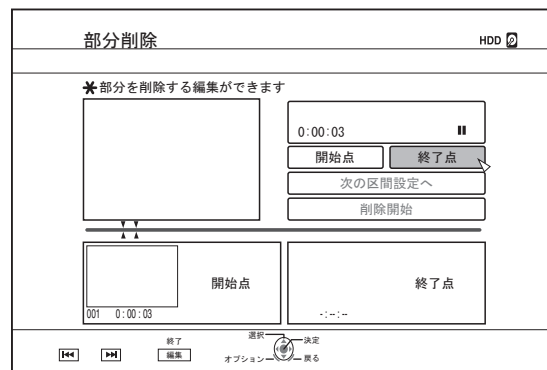 部分削除
HDD
部分を削除する編集ができます
0:00:03
開始点
終了点
次の区間設定へ
削除開始
開始点
001 0:00:03
終了点
-:--:--
終了
編集
選択
決定
オプション
戻る